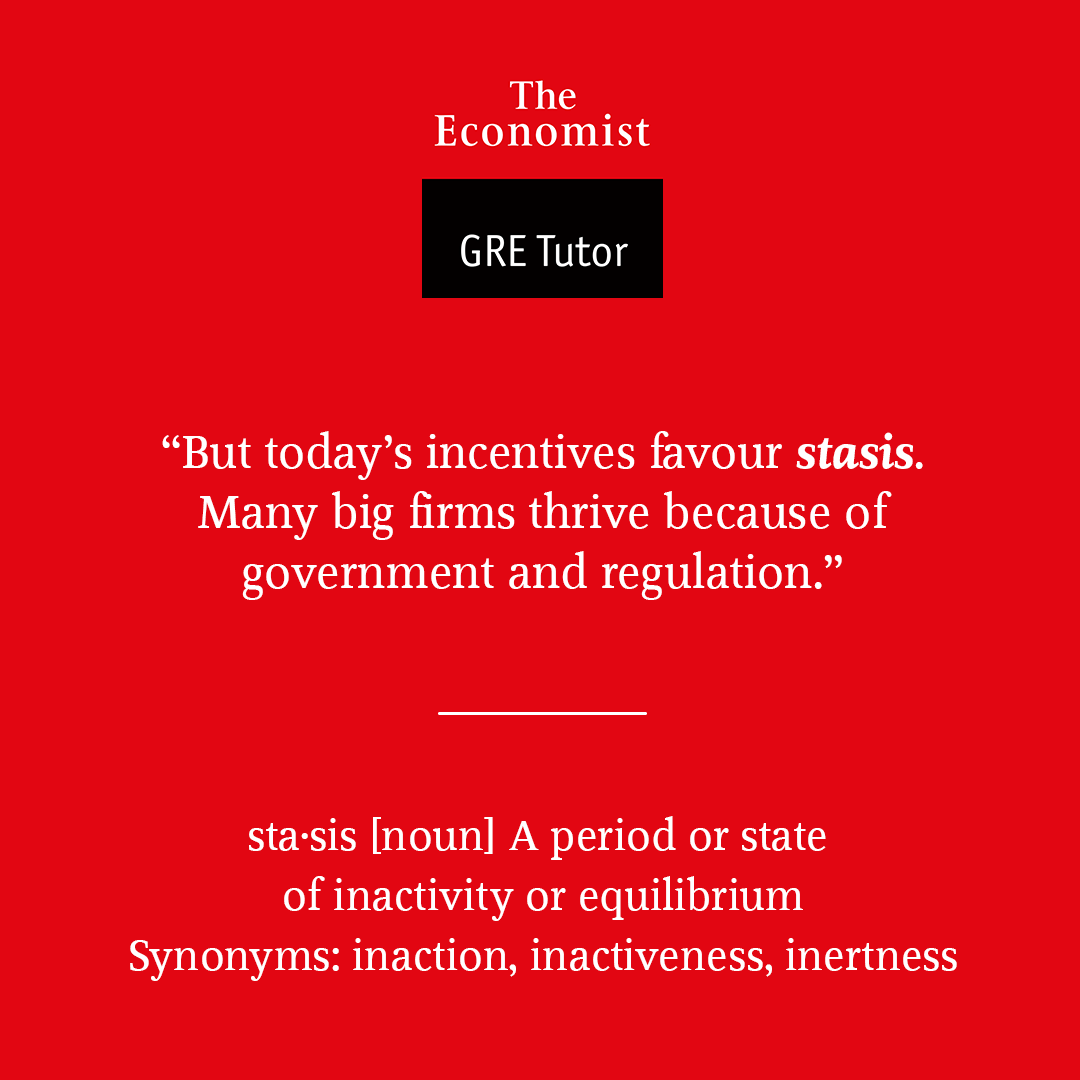 The
Economist
GRE Tutor
“But today’s incentives favour stasis.
Many big firms thrive because of
government and regulation.”
sta·sis [noun] A period or state
of inactivity or equilibrium
Synonyms: inaction, inactiveness, inertness